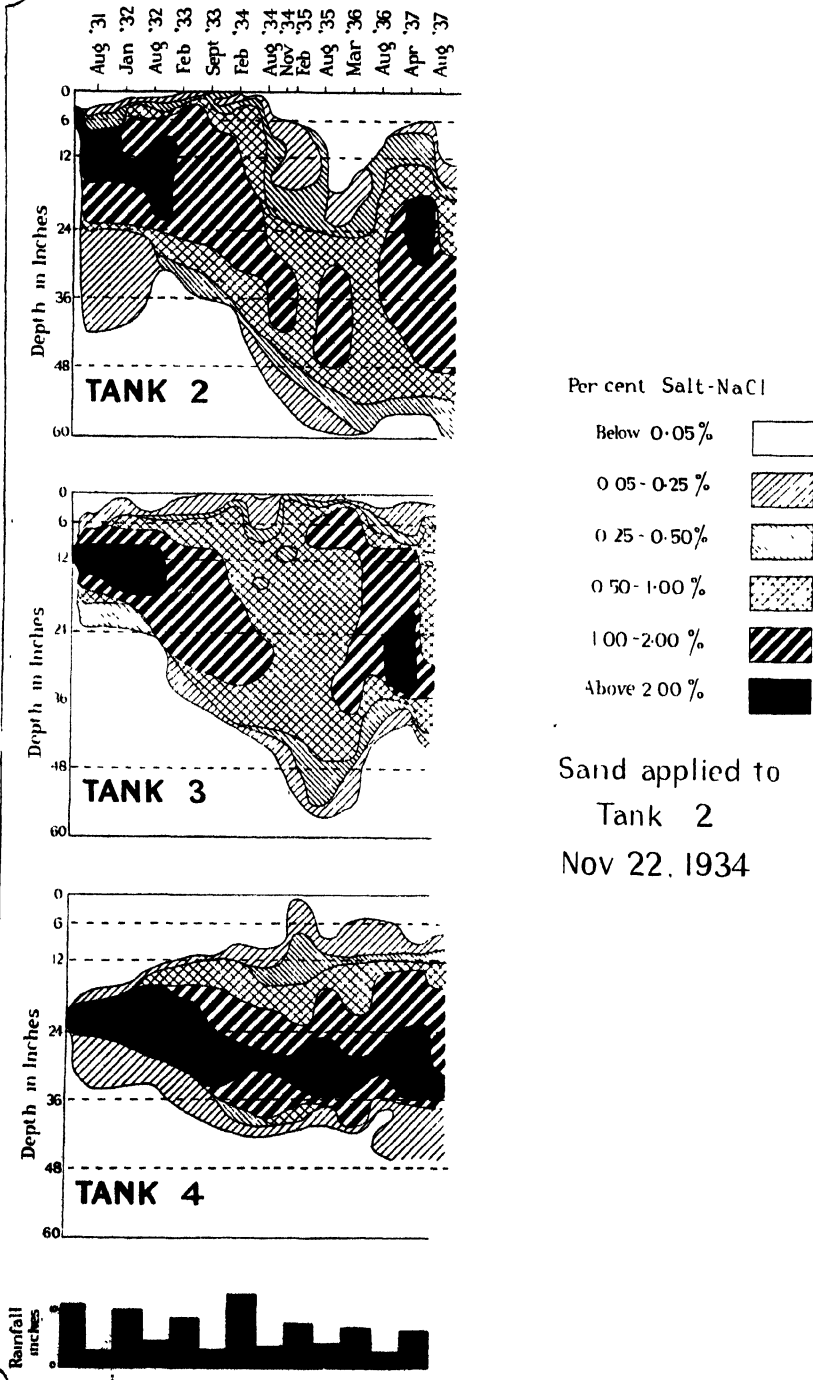 Aug '31
Jan '32
Aug '32
Feb '33
Sept '33
Feb '34
Aug '34
Nov '34
Feb '35
Aug '35
Mar '36
Aug '36
Apr '37
Aug '37
0
6
12
24
36
48
60
Depth in Inches
TANK 2
Per cent Salt-NaCl
Below 0·05%
0 05-0·25%
0 25-0·50%
0 50-1·00%
1 00-2·00%
Above 2 00%
0
6
12
21
36
48
60
Depth in Inches
TANK 3
Sand applied to
Tank 2
Nov 22. 1934
0
6
12
24
36
48
60
Depth in Inches
TANK 4
Rainfall
inches
0